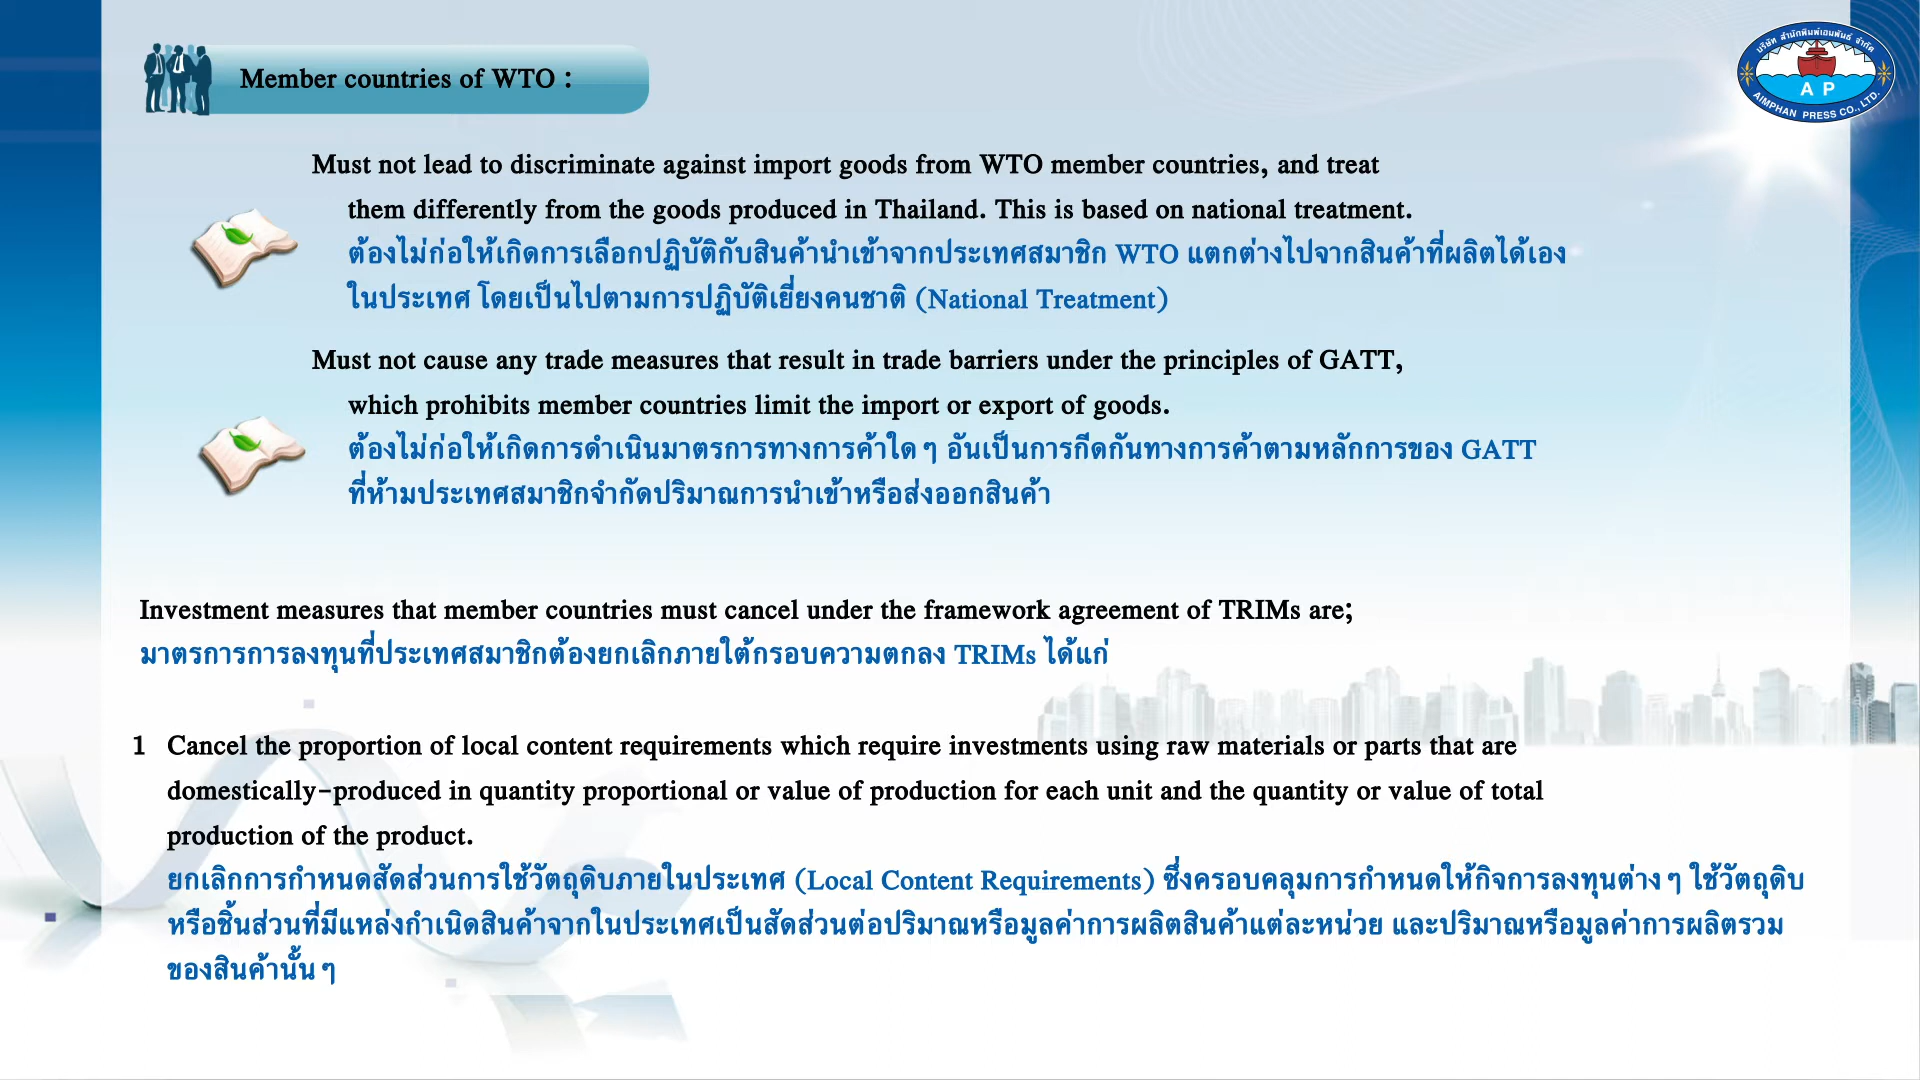 Member countries of WTO :
บริษัท สำนักพิมพ์เอมพันธ์ จำกัด
A P
AIMPHAN PRESS CO., LTD.
Must not lead to discriminate against import goods from WTO member countries, and treat
them differently from the goods produced in Thailand. This is based on national treatment.
ต้องไม่ก่อให้เกิดการเลือกปฏิบัติกับสินค้านำเข้าจากประเทศสมาชิก WTO แตกต่างไปจากสินค้าที่ผลิตได้เอง
ในประเทศ โดยเป็นไปตามการปฏิบัติเยี่ยงคนชาติ (National Treatment)
Must not cause any trade measures that result in trade barriers under the principles of GATT,
which prohibits member countries limit the import or export of goods.
ต้องไม่ก่อให้เกิดการดำเนินมาตรการทางการค้าใด ๆ อันเป็นการกีดกันทางการค้าตามหลักการของ GATT
ที่ห้ามประเทศสมาชิกจำกัดปริมาณการนำเข้าหรือส่งออกสินค้า
Investment measures that member countries must cancel under the framework agreement of TRIMs are;
มาตรการการลงทุนที่ประเทศสมาชิกต้องยกเลิกภายใต้กรอบความตกลง TRIMs ได้แก่
1 Cancel the proportion of local content requirements which require investments using raw materials or parts that are
domestically-produced in quantity proportional or value of production for each unit and the quantity or value of total
production of the product.
ยกเลิกการกำหนดสัดส่วนการใช้วัตถุดิบภายในประเทศ (Local Content Requirements) ซึ่งครอบคลุมการกำหนดให้กิจการลงทุนต่าง ๆ ใช้วัตถุดิบ
หรือชิ้นส่วนที่มีแหล่งกำเนิดสินค้าจากในประเทศเป็นสัดส่วนต่อปริมาณหรือมูลค่าการผลิตสินค้าแต่ละหน่วย และปริมาณหรือมูลค่าการผลิตรวม
ของสินค้านั้น ๆ